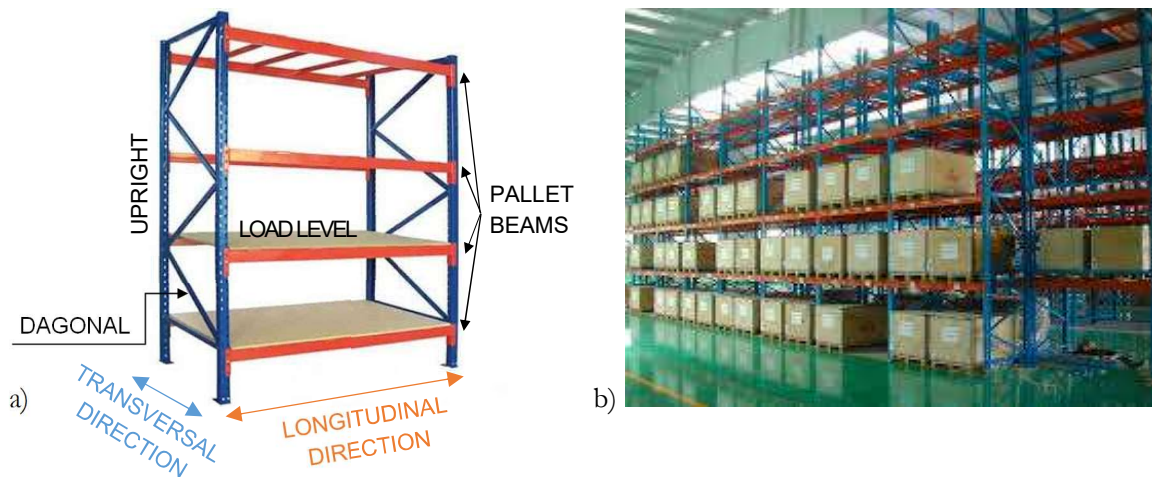 UPRIGHT
LOAD LEVEL
PALLET
BEAMS
DAGONAL
TRANSVERSAL
DIRECTION
LONGITUDINAL
DIRECTION
a)
b)